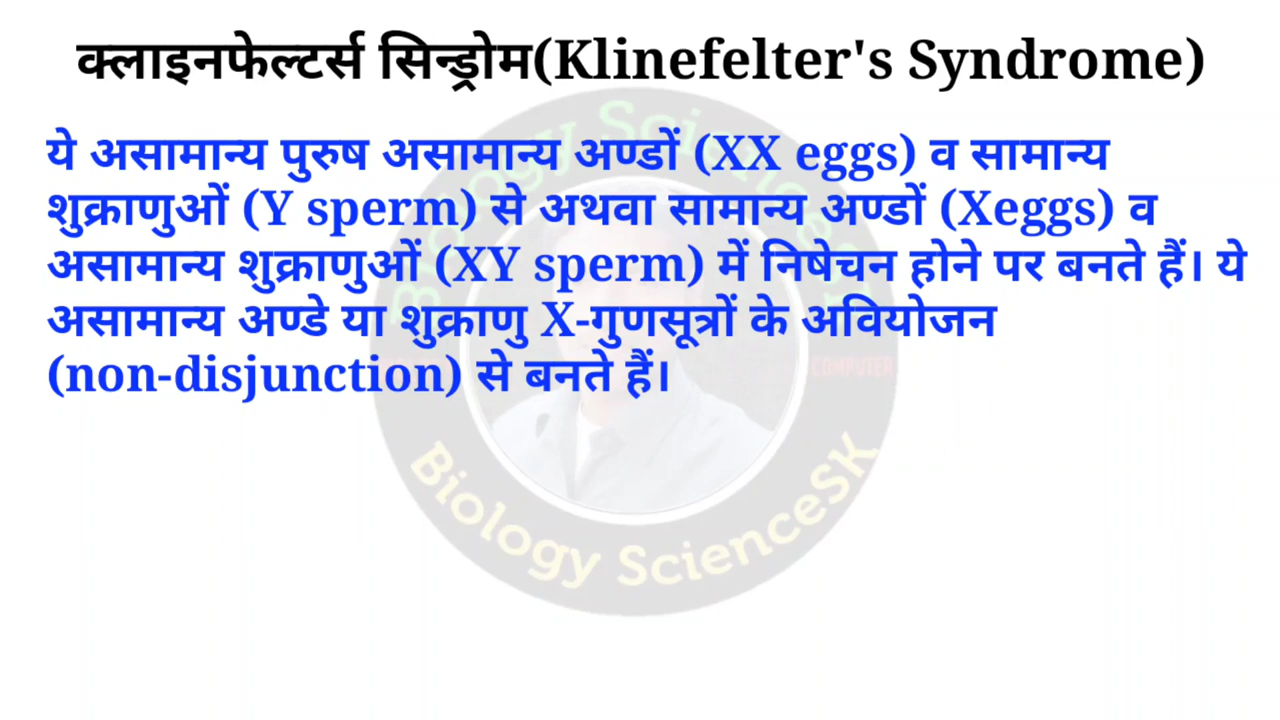 क्लाइनफेल्टर्स सिन्ड्रोम(Klinefelter's Syndrome)
ये असामान्य पुरुष असामान्य अण्डों (XX eggs) व सामान्य
शुक्राणुओं (Y sperm) से अथवा सामान्य अण्डों (Xeggs) व
असामान्य शुक्राणुओं (XY sperm) में निषेचन होने पर बनते हैं। ये
असामान्य अण्डे या शुक्राणु X-गुणसूत्रों के अवियोजन
(non-disjunction) से बनते हैं।
COMPUTER
Biology ScienceSK